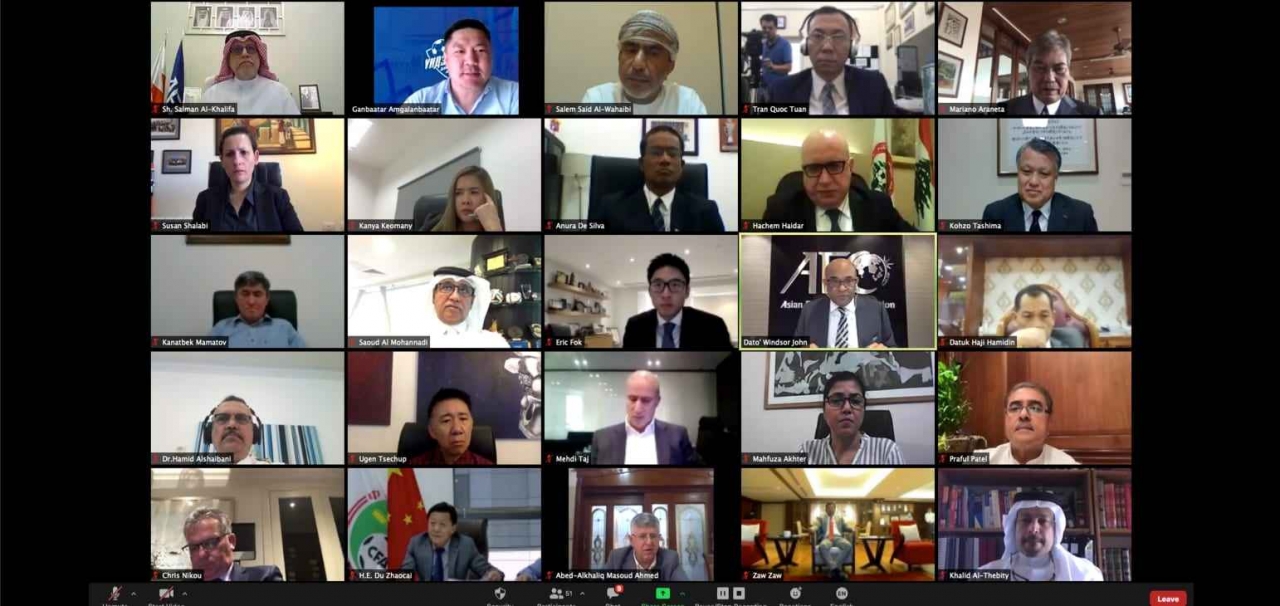 Sh. Salman Al-Khalifa
Ganbaatar Amgalanbaatar
Salem Said Al-Wahaibi
Tran Quoc Tuan
Mariano Araneta
Susan Shalabi
Kanya Keomany
Anura De Silva
Hachem Haidar
Kohzo Tashima
Kanatbek Mamatov
Saoud Al Mohannadi
Eric Fok
AFC
Asian
Dato' Windsor John
Datuk Haji Hamidin
Dr.Hamid Alshaibani
Ugen Tsechup
Mehdi Taj
Mahfuza Akhter
Praful Patel
Chris Nikou
H.E. Du Zhaocai
Abed-Alkhaliq Masoud Ahmed
Zaw Zaw
Khalid Al-Thebity
51
EN
Leave